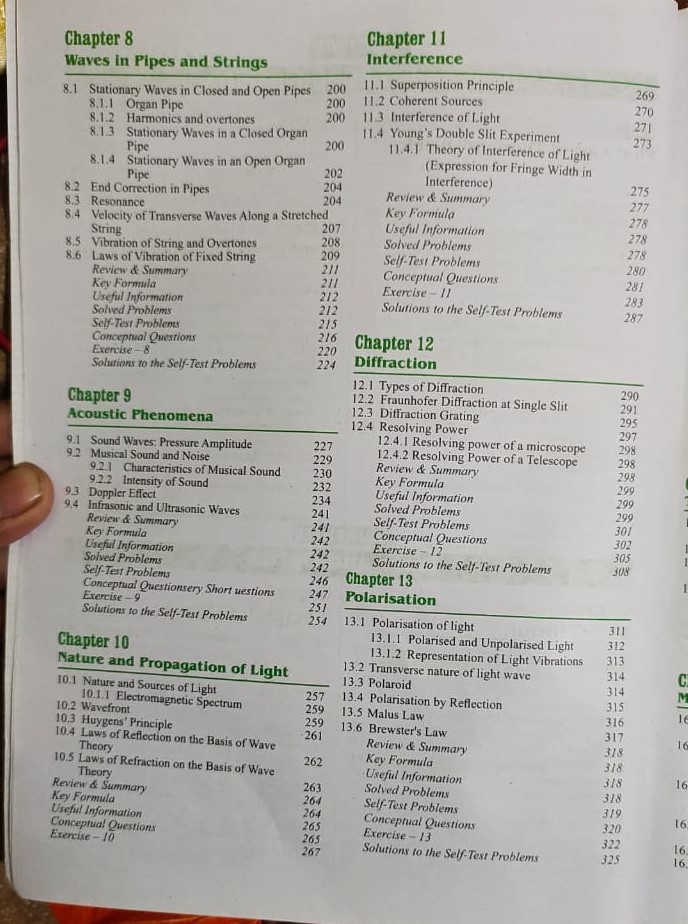 Chapter 8
Waves in Pipes and Strings
8.1 Stationary Waves in Closed and Open Pipes 200
8.1.1 Organ Pipe 200
8.1.2 Harmonics and overtones 200
8.1.3 Stationary Waves in a Closed Organ
Pipe 200
8.1.4 Stationary Waves in an Open Organ
Pipe 202
8.2 End Correction in Pipes 204
8.3 Resonance 204
8.4 Velocity of Transverse Waves Along a Stretched
String 207
8.5 Vibration of String and Overtones 208
8.6 Laws of Vibration of Fixed String 209
Review & Summary 211
Key Formula 211
Useful Information 212
Solved Problems 212
Self-Test Problems 215
Conceptual Questions 216
Exercise – 8 220
Solutions to the Self-Test Problems 224
Chapter 9
Acoustic Phenomena
9.1 Sound Waves: Pressure Amplitude 227
9.2 Musical Sound and Noise 229
9.2.1 Characteristics of Musical Sound 230
9.2.2 Intensity of Sound 232
9.3 Doppler Effect 234
9.4 Infrasonic and Ultrasonic Waves 241
Review & Summary 241
Key Formula 242
Useful Information 242
Solved Problems 242
Self-Test Problems 246
Conceptual Questionsery Short uestions 247
Exercise – 9 251
Solutions to the Self-Test Problems 254
Chapter 10
Nature and Propagation of Light
10.1 Nature and Sources of Light 257
10.1.1 Electromagnetic Spectrum 259
10.2 Wavefront 259
10.3 Huygens' Principle 261
10.4 Laws of Reflection on the Basis of Wave
Theory 262
10.5 Laws of Refraction on the Basis of Wave
Theory 263
Review & Summary 264
Key Formula 264
Useful Information 265
Conceptual Questions 265
Exercise – 10 267
Chapter 11
Interference
11.1 Superposition Principle 269
11.2 Coherent Sources 270
11.3 Interference of Light 271
11.4 Young's Double Slit Experiment 273
11.4.1 Theory of Interference of Light
(Expression for Fringe Width in
Interference) 275
Review & Summary 277
Key Formula 278
Useful Information 278
Solved Problems 278
Self-Test Problems 280
Conceptual Questions 281
Exercise – 11 283
Solutions to the Self-Test Problems 287
Chapter 12
Diffraction
12.1 Types of Diffraction 290
12.2 Fraunhofer Diffraction at Single Slit 291
12.3 Diffraction Grating 295
12.4 Resolving Power 297
12.4.1 Resolving power of a microscope 298
12.4.2 Resolving Power of a Telescope 298
Review & Summary 298
Key Formula 299
Useful Information 299
Solved Problems 299
Self-Test Problems 301
Conceptual Questions 302
Exercise – 12 305
Solutions to the Self-Test Problems 308
Chapter 13
Polarisation
13.1 Polarisation of light 311
13.1.1 Polarised and Unpolarised Light 312
13.1.2 Representation of Light Vibrations 313
13.2 Transverse nature of light wave 314
13.3 Polaroid 314
13.4 Polarisation by Reflection 315
13.5 Malus Law 316
13.6 Brewster's Law 317
Review & Summary 318
Key Formula 318
Useful Information 318
Solved Problems 318
Self-Test Problems 319
Conceptual Questions 320
Exercise – 13 322
Solutions to the Self-Test Problems 325